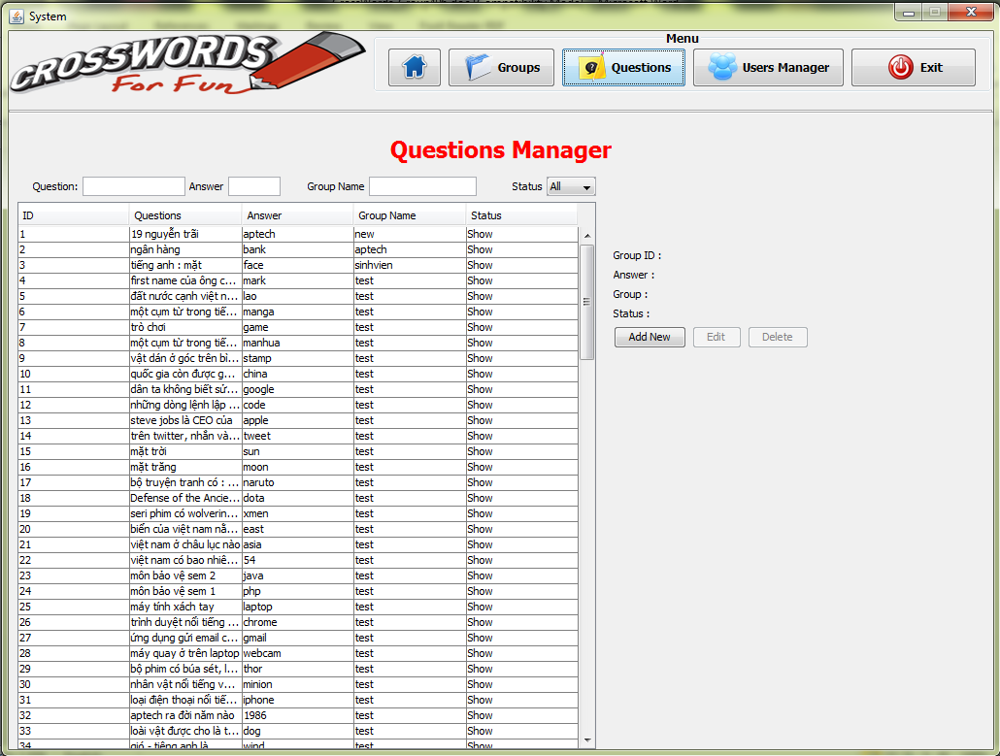 System
CROSSWORDS
For Fun
Menu
Groups
Questions
Users Manager
Exit
Questions Manager
Question:
Answer
Group Name
Status
All
ID Questions Answer Group Name Status
1 19 nguyễn trãi aptech new Show
2 ngân hàng bank aptech Show
3 tiếng anh : mặt face sinhvien Show
4 first name của ông c... mark test Show
5 đất nước cạnh việt n... lao test Show
6 một cụm từ trong tiế... manga test Show
7 trò chơi game test Show
8 một cụm từ trong tiế... manhua test Show
9 vật dán ở góc trên bì... stamp test Show
10 quốc gia còn được g... china test Show
11 dân ta không biết sử... google test Show
12 những dòng lệnh lập ... code test Show
13 steve jobs là CEO của apple test Show
14 trên twitter, nhắn và... tweet test Show
15 mặt trời sun test Show
16 mặt trăng moon test Show
17 bộ truyện tranh có : ... naruto test Show
18 Defense of the Ancie... dota test Show
19 seri phim có wolverin... xmen test Show
20 biển của việt nam nằ... east test Show
21 việt nam ở châu lục nào asia test Show
22 việt nam có bao nhiê... 54 test Show
23 môn bảo vệ sem 2 java test Show
24 môn bảo vệ sem 1 php test Show
25 máy tính xách tay laptop test Show
26 trình duyệt nổi tiếng ... chrome test Show
27 ứng dụng gửi email c... gmail test Show
28 máy quay ở trên laptop webcam test Show
29 bộ phim có búa sét, l... thor test Show
30 nhân vật nổi tiếng v... minion test Show
31 loại điện thoại nổi tiế... iphone test Show
32 aptech ra đời năm nào 1986 test Show
33 loài vật được cho là t... dog test Show
34 gió - tiếng anh là wind test Show
Group ID :
Answer :
Group :
Status :
Add New
Edit
Delete